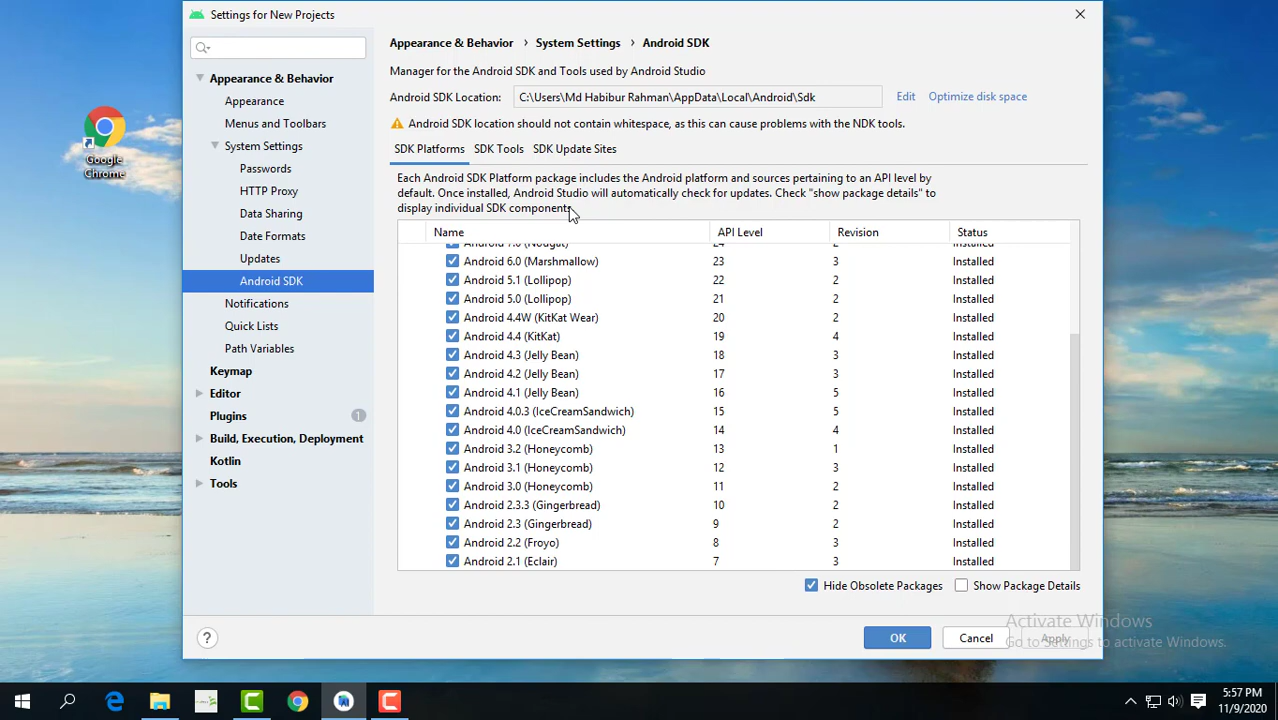 Settings for New Projects
Google
Chrome
Appearance & Behavior
Appearance
Menus and Toolbars
System Settings
Passwords
HTTP Proxy
Data Sharing
Date Formats
Updates
Android SDK
Notifications
Quick Lists
Path Variables
Keymap
Editor
Plugins 1
Build, Execution, Deployment
Kotlin
Tools
Appearance & Behavior › System Settings › Android SDK
Manager for the Android SDK and Tools used by Android Studio
Android SDK Location: C:\Users\Md Habibur Rahman\AppData\Local\Android\Sdk Edit Optimize disk space
Android SDK location should not contain whitespace, as this can cause problems with the NDK tools.
SDK Platforms SDK Tools SDK Update Sites
Each Android SDK Platform package includes the Android platform and sources pertaining to an API level by
default. Once installed, Android Studio will automatically check for updates. Check "show package details" to
display individual SDK components.
Name API Level Revision Status
Android 7.0 (Nougat) 24 2 Installed
Android 6.0 (Marshmallow) 23 3 Installed
Android 5.1 (Lollipop) 22 2 Installed
Android 5.0 (Lollipop) 21 2 Installed
Android 4.4W (KitKat Wear) 20 2 Installed
Android 4.4 (KitKat) 19 4 Installed
Android 4.3 (Jelly Bean) 18 3 Installed
Android 4.2 (Jelly Bean) 17 3 Installed
Android 4.1 (Jelly Bean) 16 5 Installed
Android 4.0.3 (IceCreamSandwich) 15 5 Installed
Android 4.0 (IceCreamSandwich) 14 4 Installed
Android 3.2 (Honeycomb) 13 1 Installed
Android 3.1 (Honeycomb) 12 3 Installed
Android 3.0 (Honeycomb) 11 2 Installed
Android 2.3.3 (Gingerbread) 10 2 Installed
Android 2.3 (Gingerbread) 9 2 Installed
Android 2.2 (Froyo) 8 3 Installed
Android 2.1 (Eclair) 7 3 Installed
Hide Obsolete Packages Show Package Details
? OK Cancel Apply
Activate Windows
Go to Settings to activate Windows.
5:57 PM
11/9/2020